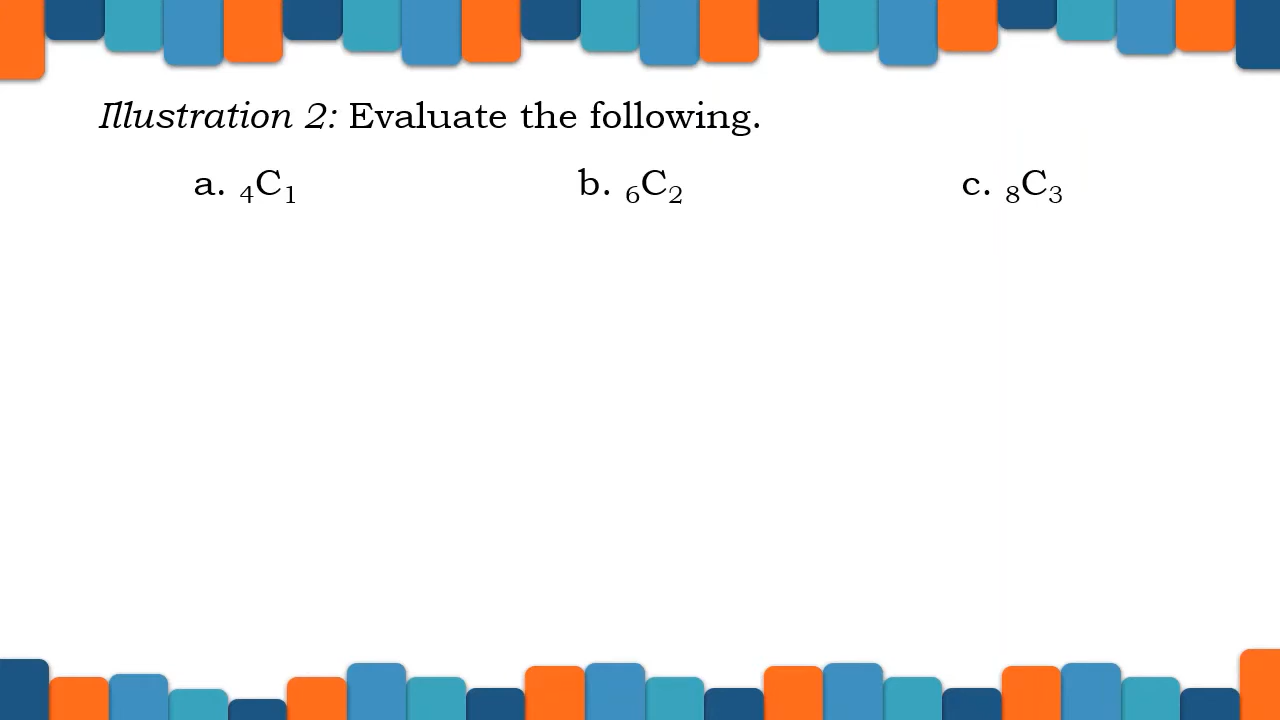 Illustration 2: Evaluate the following.
a. ₄C₁ b. ₆C₂ c. ₈C₃